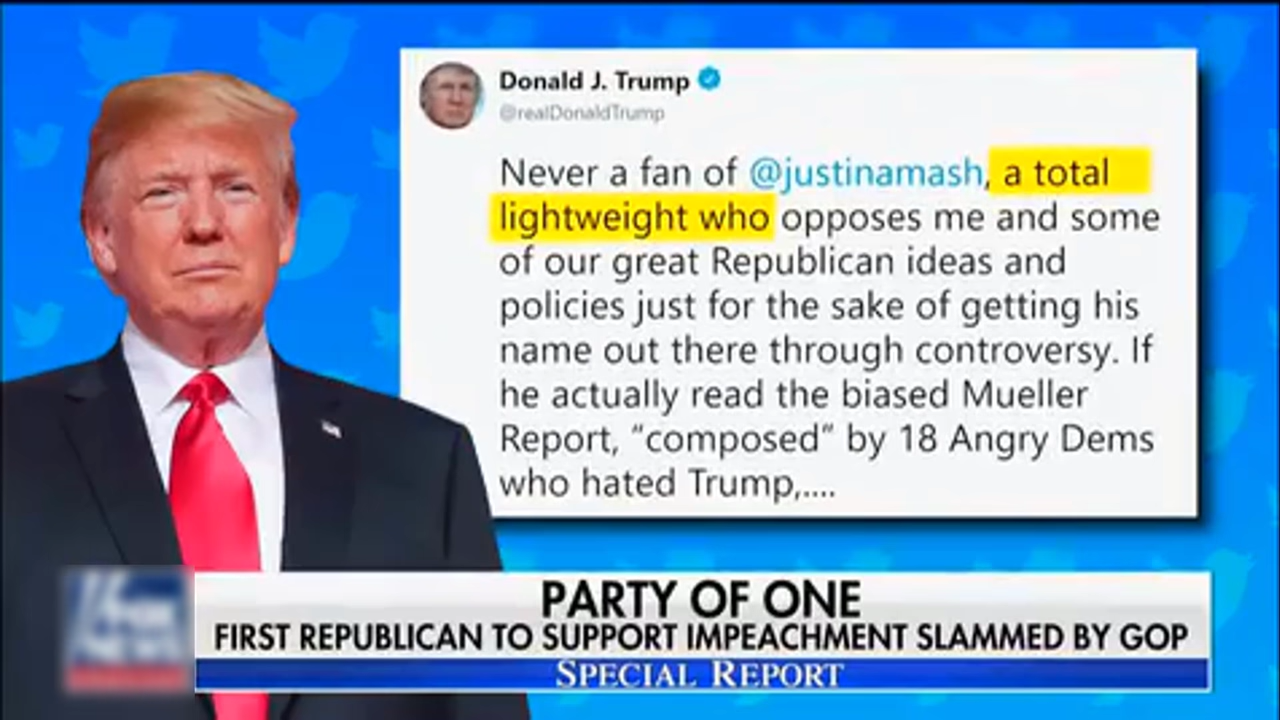 Donald J. Trump
@realDonaldTrump
Never a fan of @justinamash, a total
lightweight who opposes me and some
of our great Republican ideas and
policies just for the sake of getting his
name out there through controversy. If
he actually read the biased Mueller
Report, “composed” by 18 Angry Dems
who hated Trump,....
PARTY OF ONE
FIRST REPUBLICAN TO SUPPORT IMPEACHMENT SLAMMED BY GOP
FOX
NEWS
SPECIAL REPORT